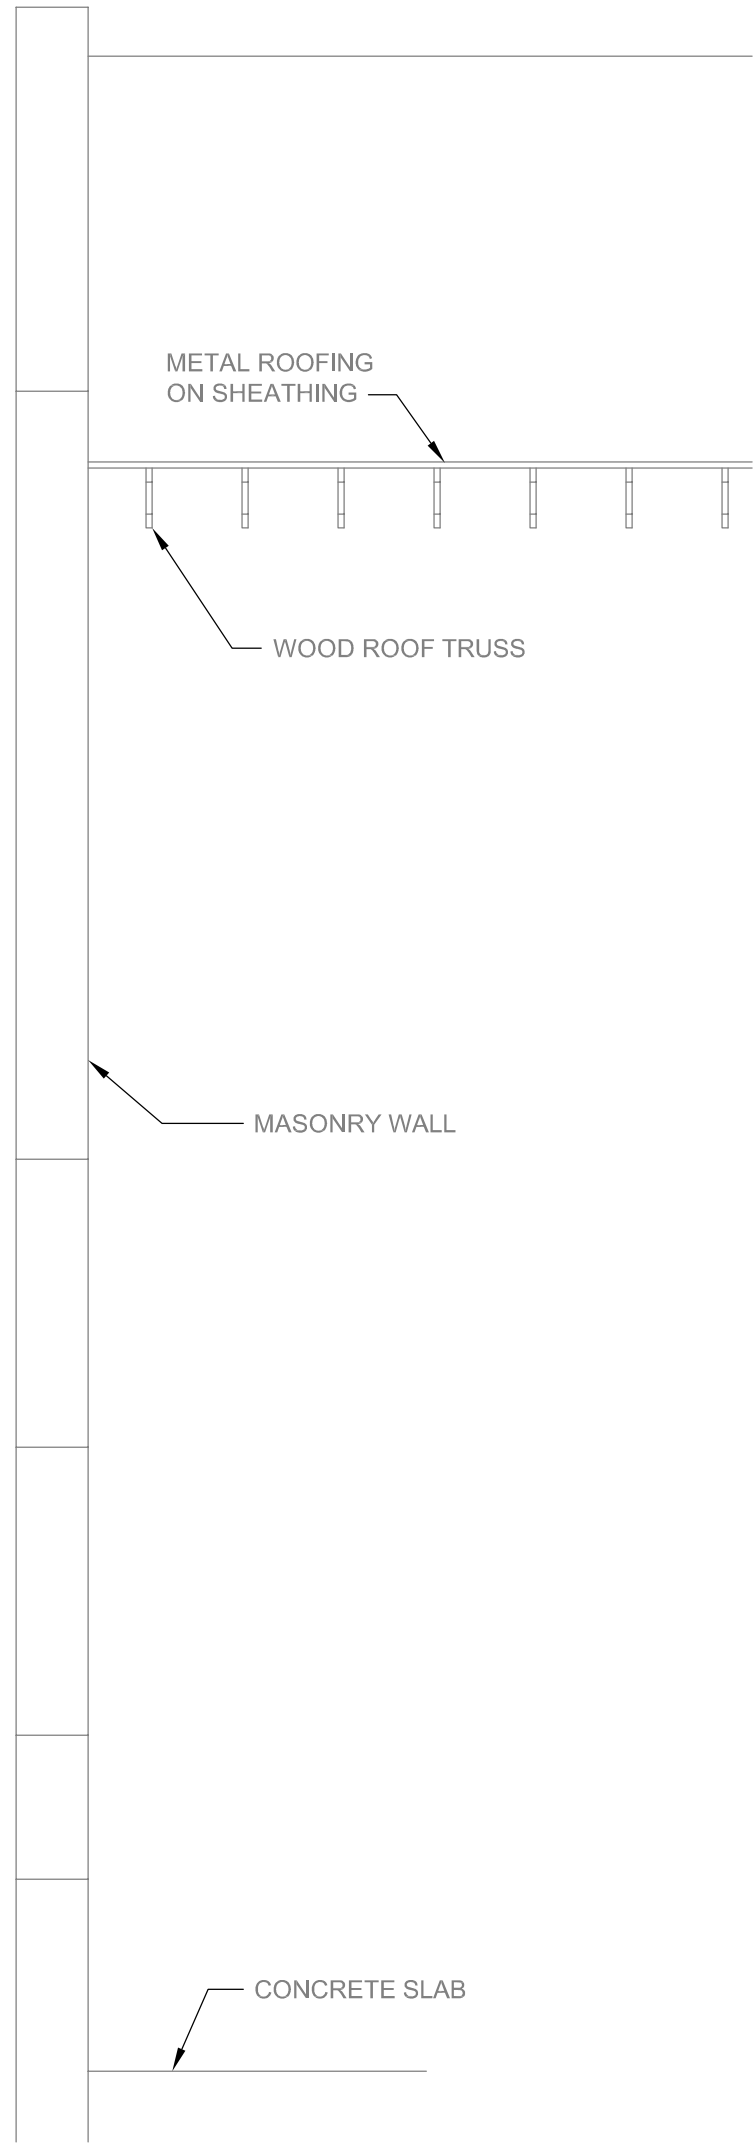 METAL ROOFING
ON SHEATHING
WOOD ROOF TRUSS
MASONRY WALL
CONCRETE SLAB